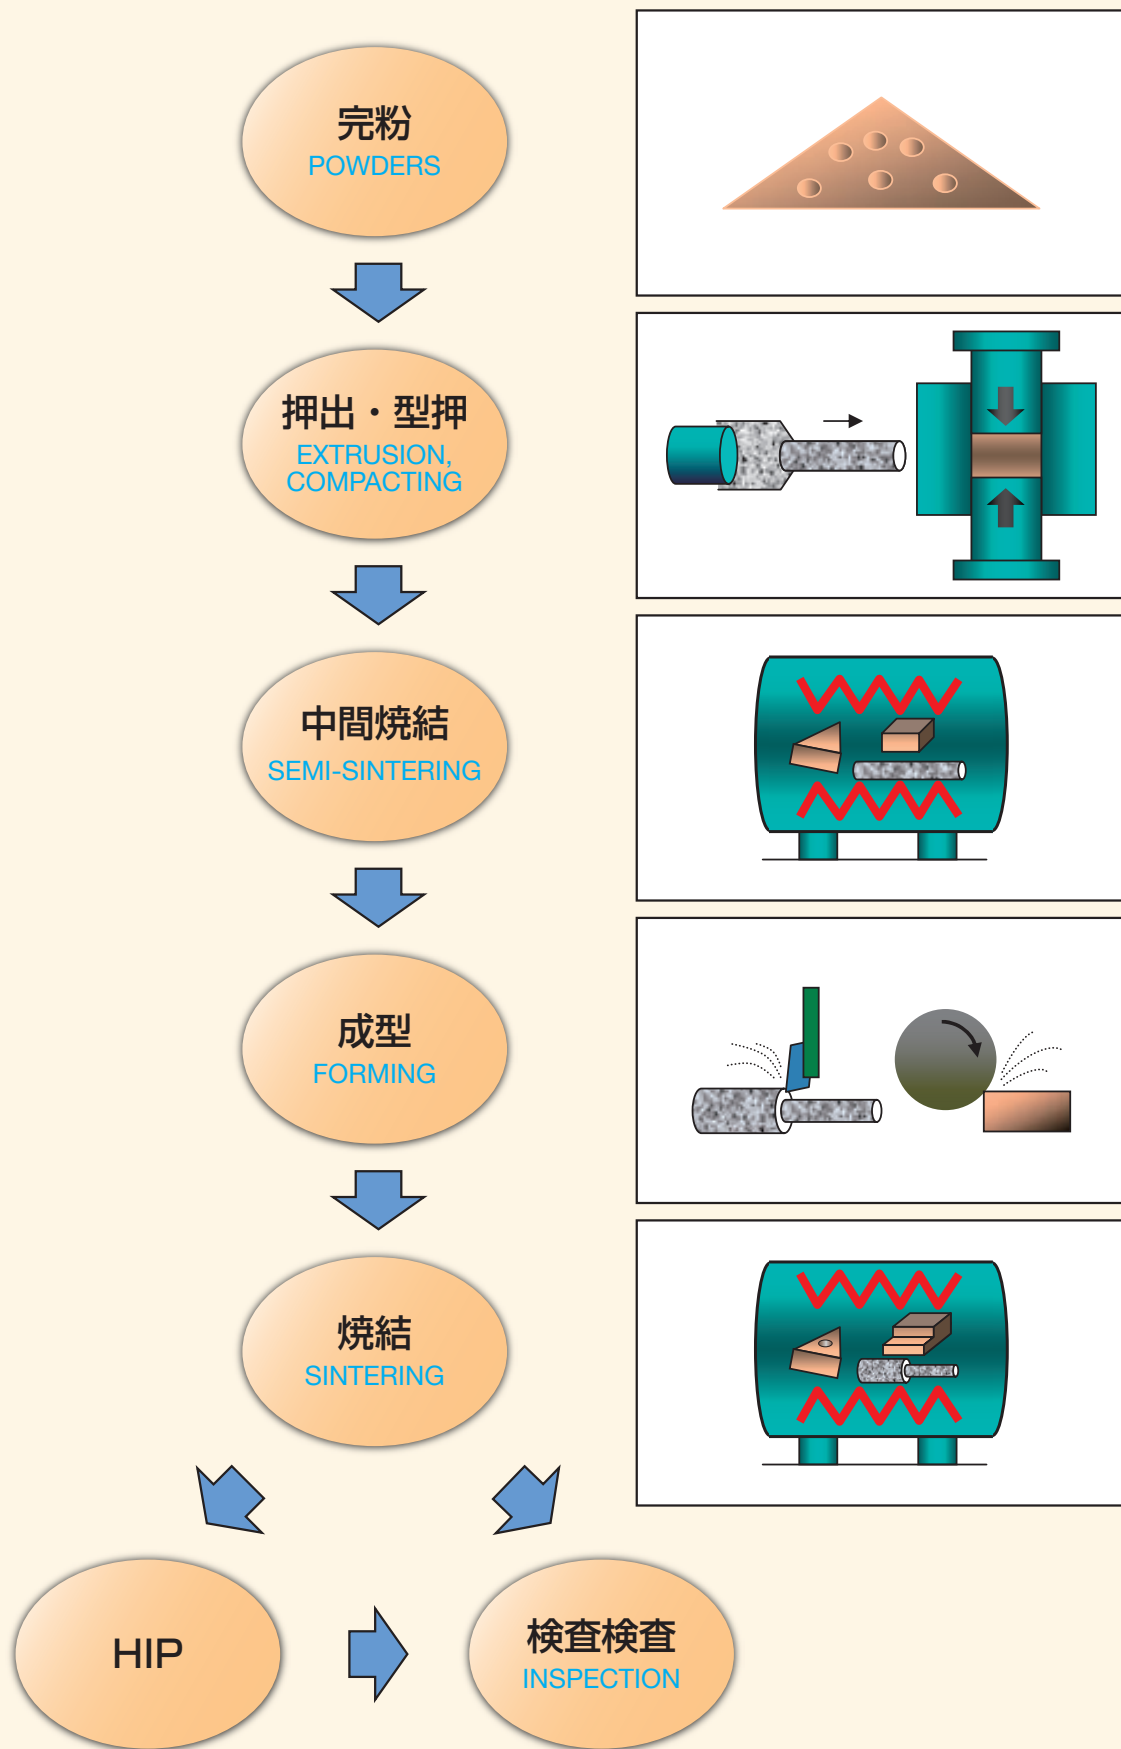 完粉
POWDERS
押出・型押
EXTRUSION,
COMPACTING
中間焼結
SEMI-SINTERING
成型
FORMING
焼結
SINTERING
HIP
検査検査
INSPECTION